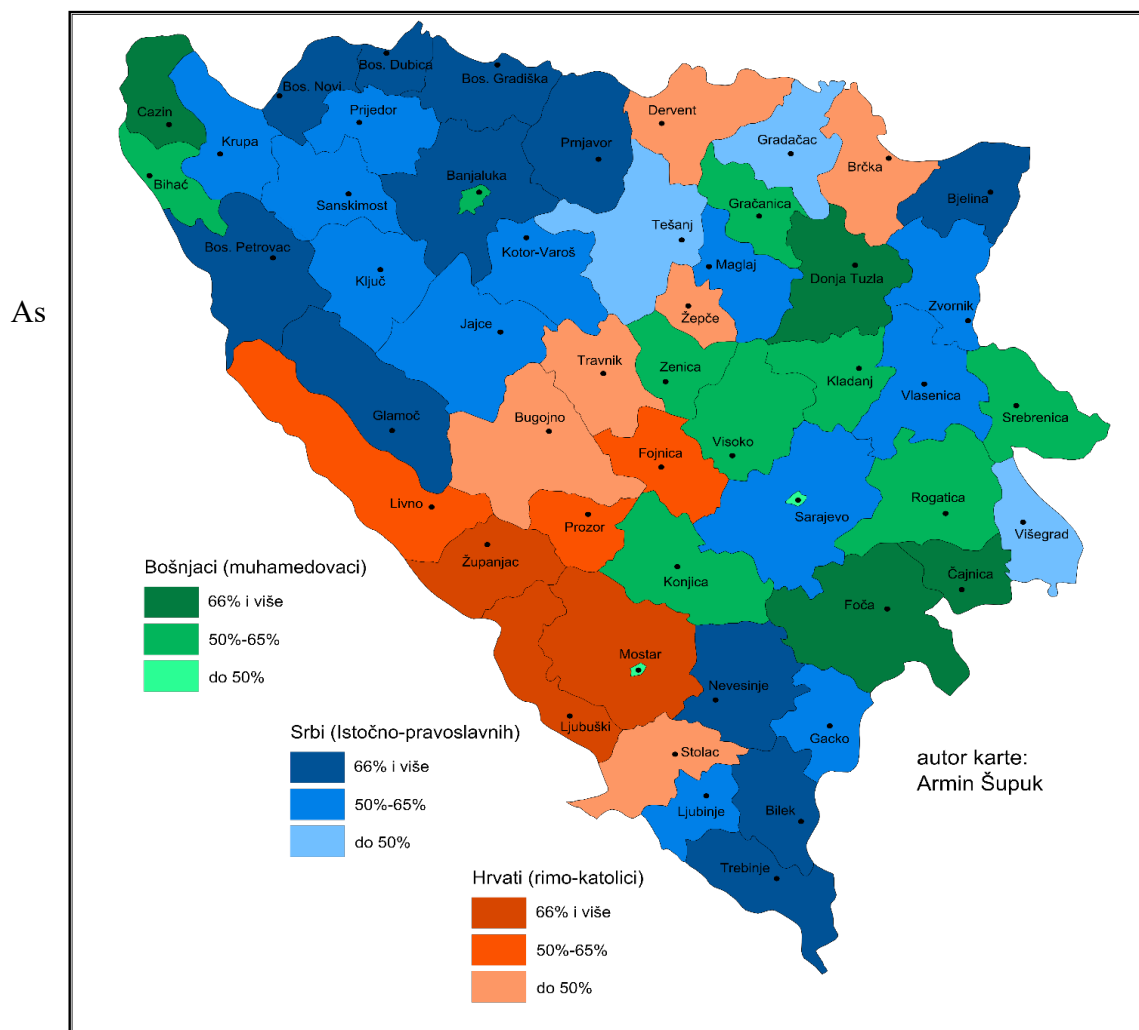 As
Bos. Dubica
Bos. Gradiška
Bos. Novi
Cazin
Prijedor
Dervent
Krupa
Prnjavor
Gradačac
Brčka
Bihać
Banjaluka
Bjelina
Sanskimost
Gračanica
Tešanj
Bos. Petrovac
Kotor-Varoš
Maglaj
Donja Tuzla
Ključ
Zvornik
Jajce
Žepče
Travnik
Zenica
Kladanj
Vlasenica
Srebrenica
Glamoč
Bugojno
Visoko
Fojnica
Livno
Prozor
Sarajevo
Rogatica
Višegrad
Županjac
Konjica
Čajnica
Foča
Mostar
Nevesinje
Ljubuški
Stolac
Gacko
Ljubinje
Bilek
Trebinje
Bošnjaci (muhamedovaci)
66% i više
50%-65%
do 50%
Srbi (Istočno-pravoslavnih)
66% i više
50%-65%
do 50%
autor karte:
Armin Šupuk
Hrvati (rimo-katolici)
66% i više
50%-65%
do 50%